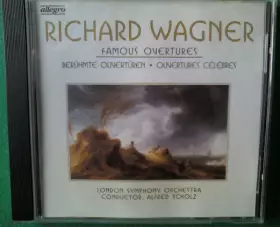 allegro
RICHARD WAGNER
FAMOUS OVERTURES
BERÜHMTE OUVERTÜREN • OUVERTURES CÉLÈBRES
LONDON SYMPHONY ORCHESTRA
CONDUCTOR, ALFRED SCHOLZ